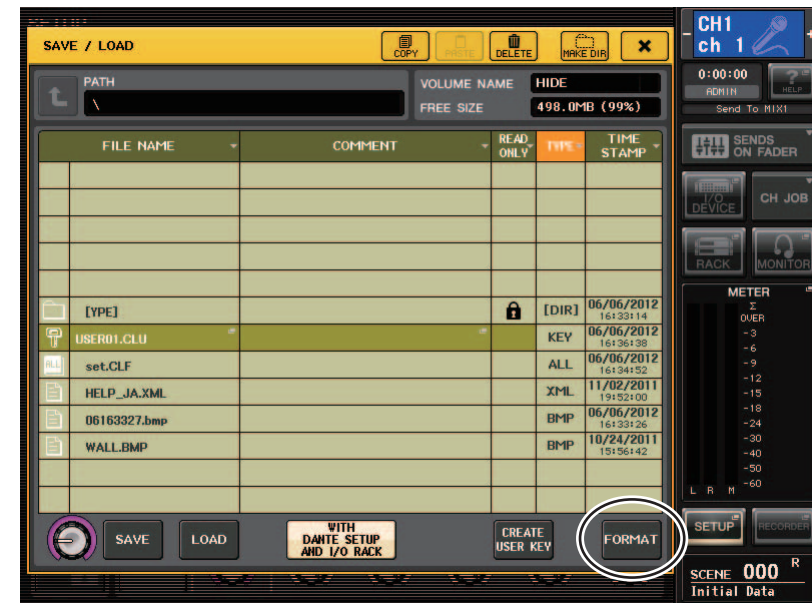 SAVE / LOAD
COPY
PASTE
DELETE
MAKE DIR
PATH
\
VOLUME NAME HIDE
FREE SIZE 498.0MB (99%)
FILE NAME COMMENT READ ONLY TYPE TIME STAMP
[YPE] [DIR] 06/06/2012 16:33:14
USER01.CLU KEY 06/06/2012 16:36:38
ALL set.CLF ALL 06/06/2012 16:34:52
HELP_JA.XML XML 11/02/2011 19:52:00
06163327.bmp BMP 06/06/2012 16:33:26
WALL.BMP BMP 10/24/2011 15:56:42
SAVE
LOAD
WITH
DANTE SETUP
AND I/O RACK
CREATE
USER KEY
FORMAT
CH1
ch 1
0:00:00
ADMIN
?
HELP
Send To MIX1
SENDS
ON FADER
I/O
DEVICE
CH JOB
RACK
MONITOR
METER
Σ
OVER
-3
-6
-9
-12
-15
-18
-24
-30
-40
-50
-60
L R M
SETUP
RECORDER
SCENE 000 R
Initial Data